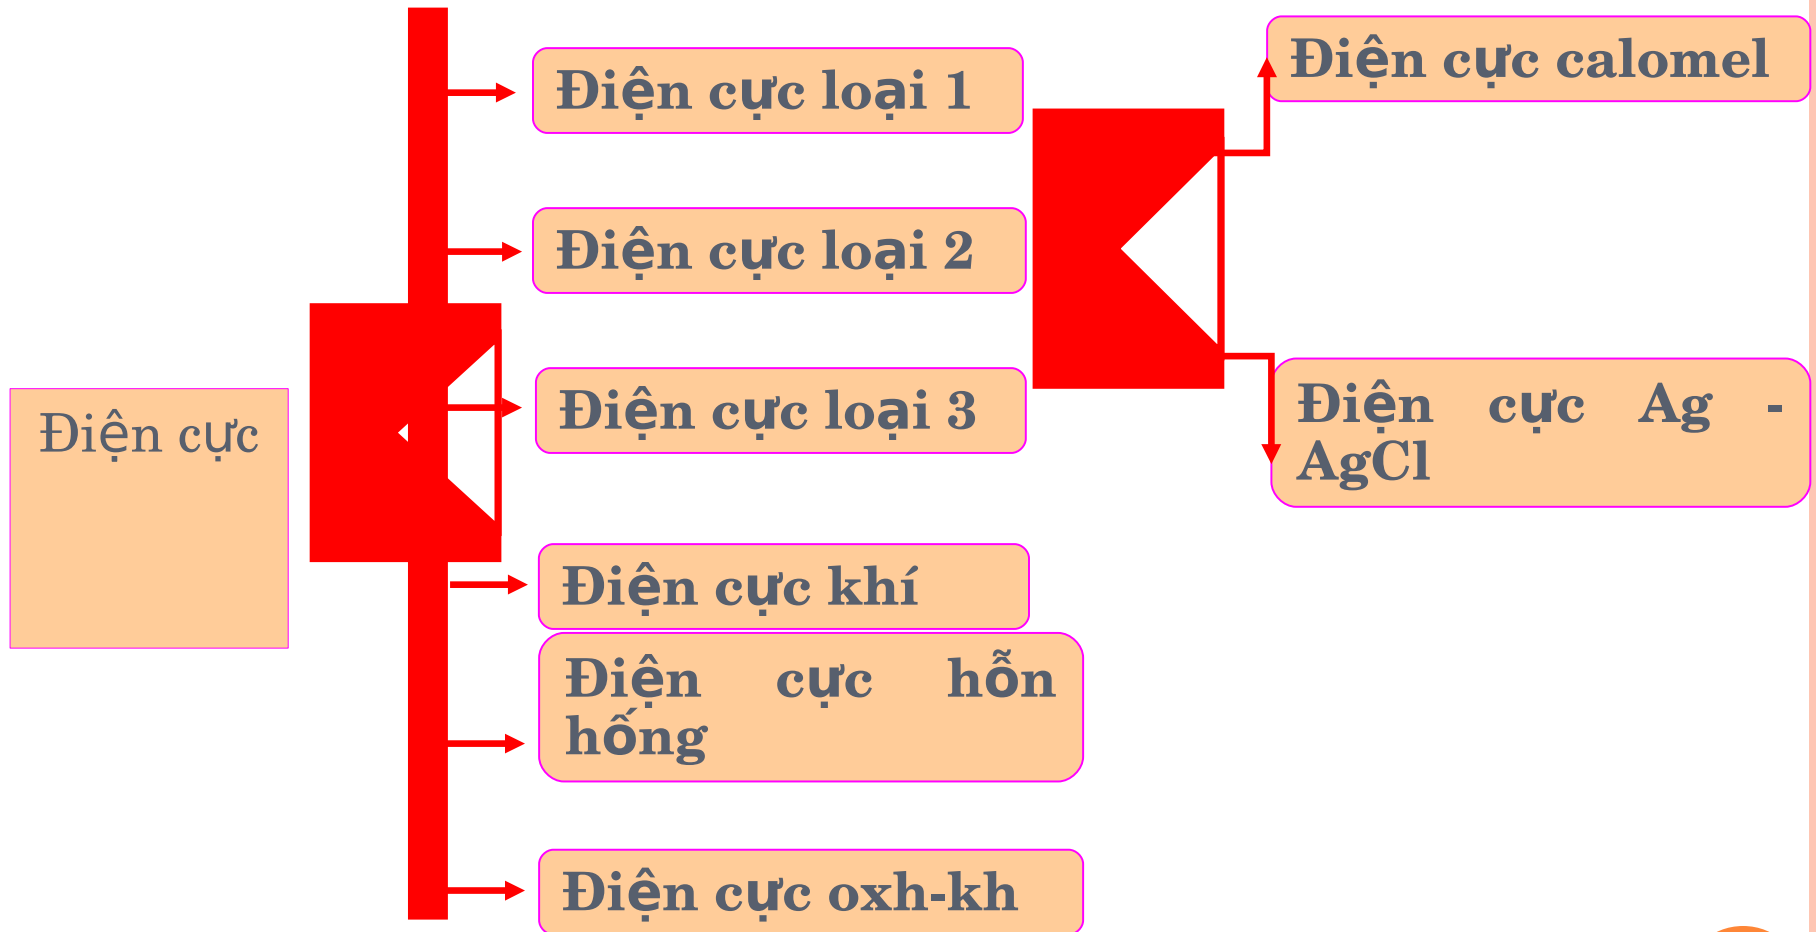 Điện cực
Điện cực loại 1
Điện cực loại 2
Điện cực loại 3
Điện cực khí
Điện cực hỗn
hống
Điện cực oxh-kh
Điện cực calomel
Điện cực Ag -
AgCl